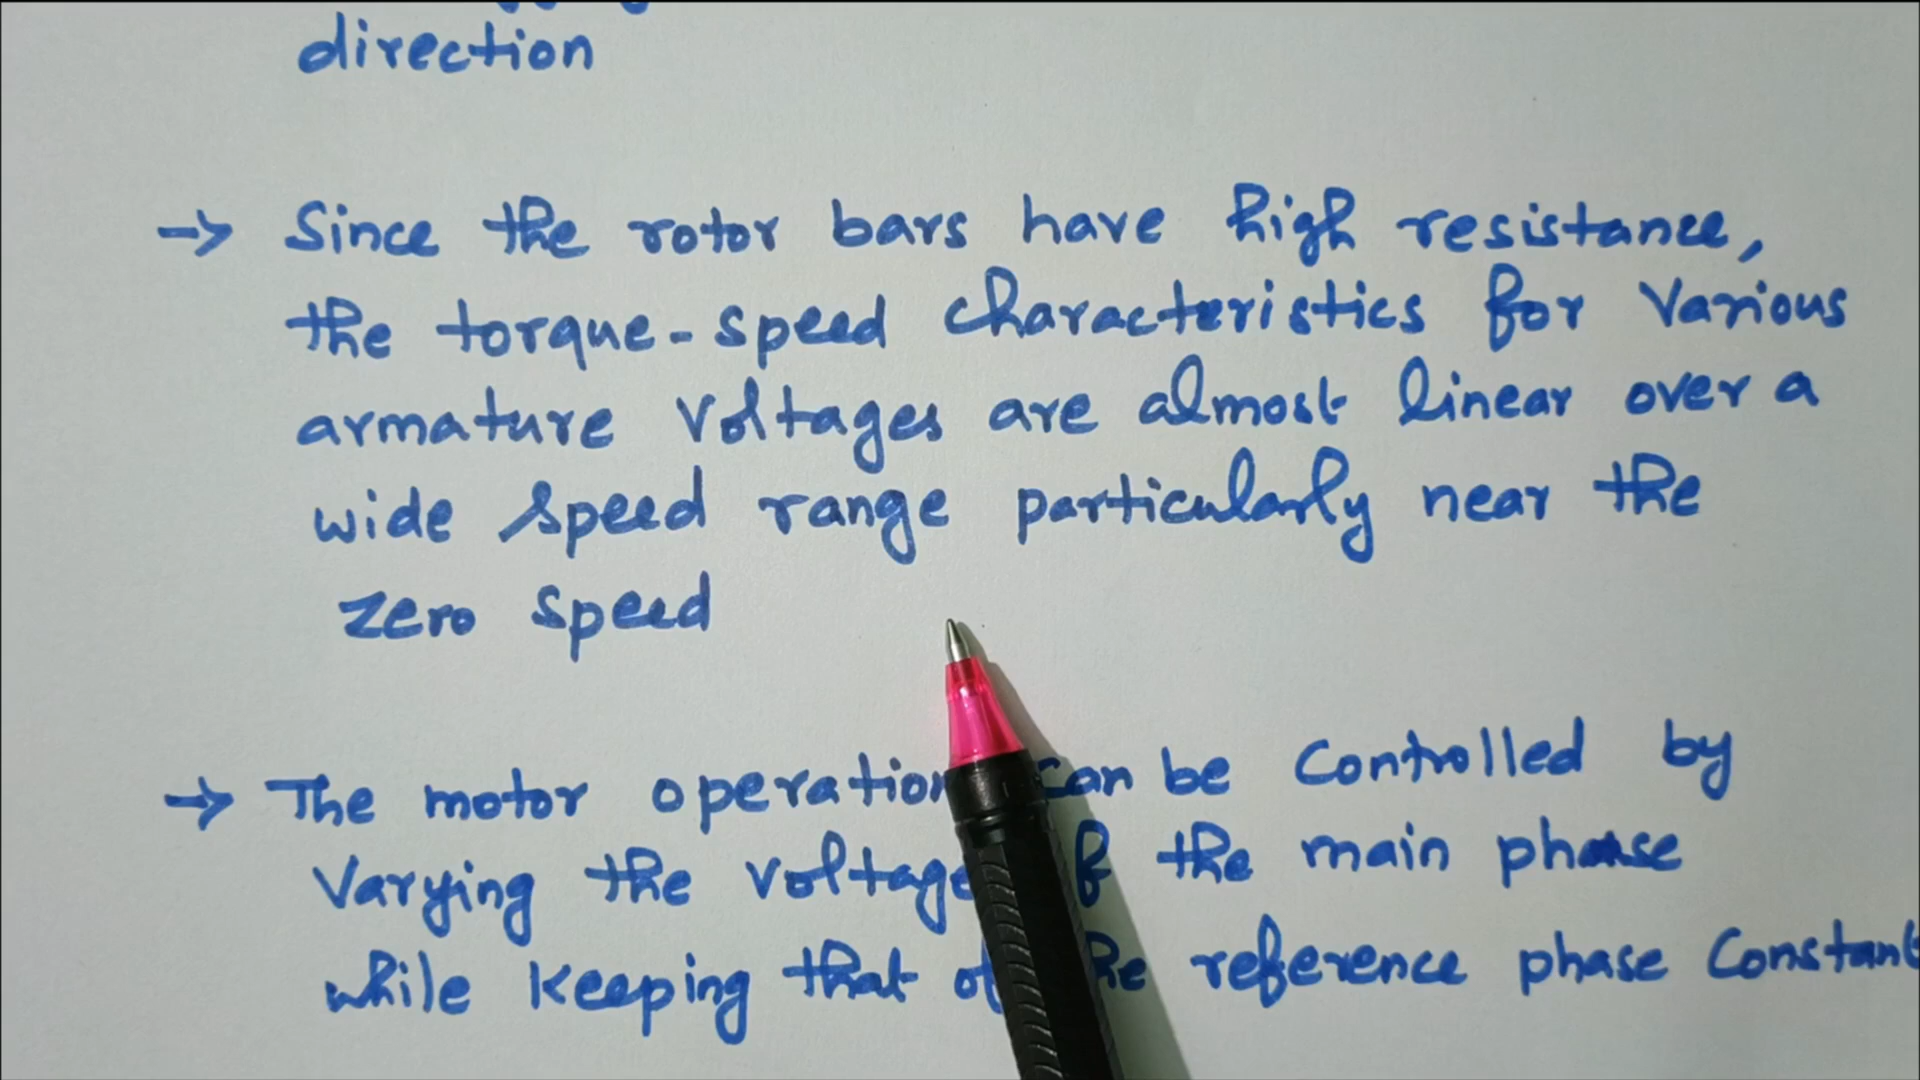 direction
→ Since the rotor bars have high resistance,
the torque-speed characteristics for various
armature voltages are almost linear over a
wide speed range particularly near the
zero speed
→ The motor operation can be controlled by
Varying the voltage of the main phase
while keeping that of the reference phase constant